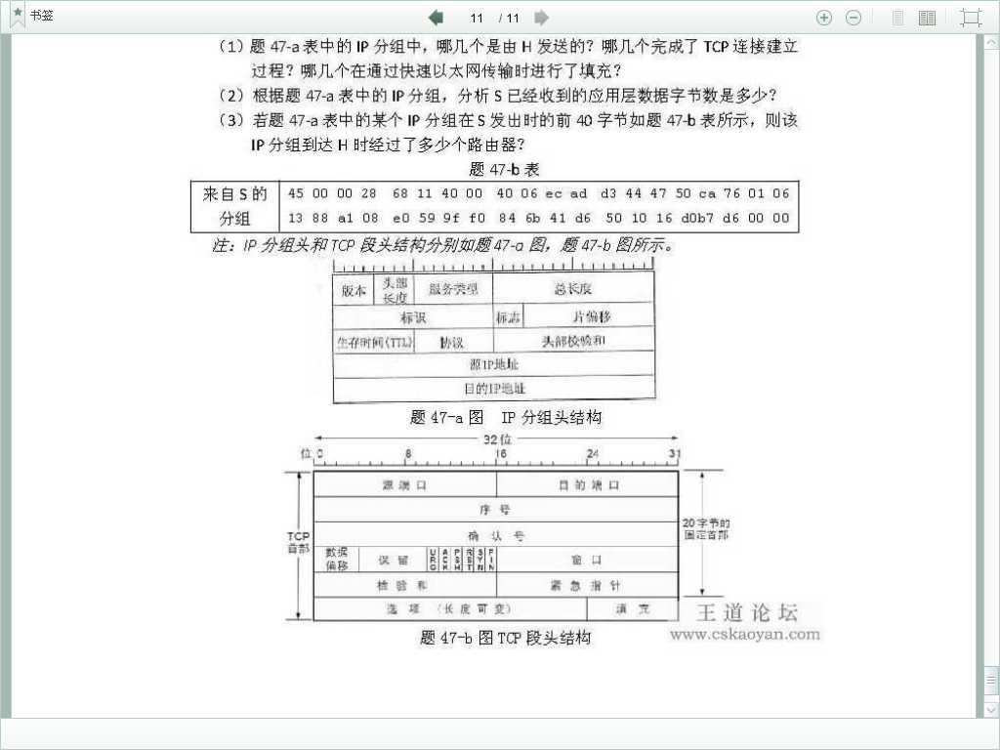 书签
11 / 11
（1）题 47-a 表中的 IP 分组中，哪几个是由 H 发送的？哪几个完成了 TCP 连接建立
过程？哪几个在通过快速以太网传输时进行了填充？
（2）根据题 47-a 表中的 IP 分组，分析 S 已经收到的应用层数据字节数是多少？
（3）若题 47-a 表中的某个 IP 分组在 S 发出时的前 40 字节如题 47-b 表所示，则该
IP 分组到达 H 时经过了多少个路由器？
题 47-b 表
来自 S 的
分组
45 00 00 28 68 11 40 00 40 06 ec ad d3 44 47 50 ca 76 01 06
13 88 a1 08 e0 59 9f f0 84 6b 41 d6 50 10 16 d0b7 d6 00 00
注：IP 分组头和 TCP 段头结构分别如题 47-a 图，题 47-b 图所示。
版本 头部长度 服务类型 总长度
标识 标志 片偏移
生存时间(TTL) 协议 头部校验和
源IP地址
目的IP地址
题 47-a 图 IP 分组头结构
32 位
位 0 8 16 24 31
源端口 目的端口
序号
确认号
数据偏移 保留 URG ACK PSH RST SYN FIN 窗口
检验和 紧急指针
选项（长度可变） 填充
TCP
首部
20 字节的
固定首部
题 47-b 图 TCP 段头结构
王道论坛
www.cskaoyan.com